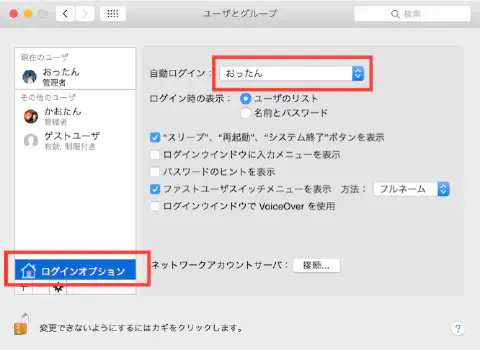 ユーザとグループ
検索
現在のユーザ
おったん
管理者
その他のユーザ
かおたん
管理者
ゲストユーザ
有効, 制限付き
ログインオプション
自動ログイン：
おったん
ログイン時の表示：
ユーザのリスト
名前とパスワード
“スリープ”、“再起動”、“システム終了”ボタンを表示
ログインウインドウに入力メニューを表示
パスワードのヒントを表示
ファストユーザスイッチメニューを表示 方法： フルネーム
ログインウインドウで VoiceOver を使用
ネットワークアカウントサーバ： 接続...
変更できないようにするにはカギをクリックします。
?